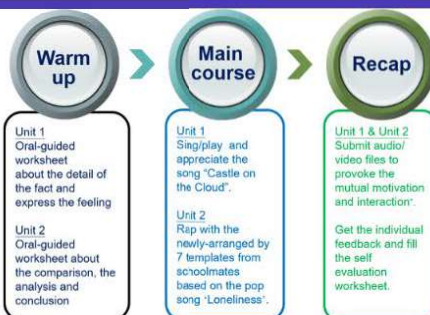 Warm
up
Main
course
Recap
Unit 1
Oral-guided
worksheet
about the detail of
the fact and
express the feeling
Unit 2
Oral-guided
worksheet about
the comparison, the
analysis and
conclusion
Unit 1
Sing/play and
appreciate the
song "Castle on
the Cloud".
Unit 2
Rap with the
newly-arranged by
7 templates from
schoolmates
based on the pop
song "Loneliness".
Unit 1 & Unit 2
Submit audio/
video files to
provoke the
mutual motivation
and interaction".
Get the individual
feedback and fill
the self
evaluation
worksheet.